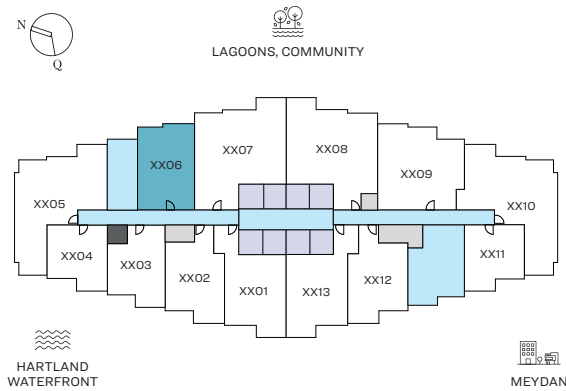 N
Q
LAGOONS, COMMUNITY
XX07
XX08
XX06
XX09
XX05
XX10
XX04
XX03
XX02
XX01
XX13
XX12
XX11
HARTLAND
WATERFRONT
MEYDAN